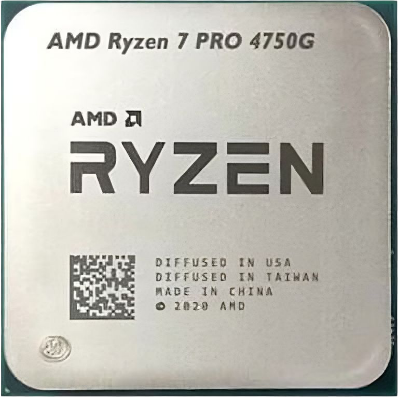 AMD Ryzen 7 PRO 4750G
AMD
RYZEN
DIFFUSED IN USA
DIFFUSED IN TAIWAN
MADE IN CHINA
© 2020 AMD